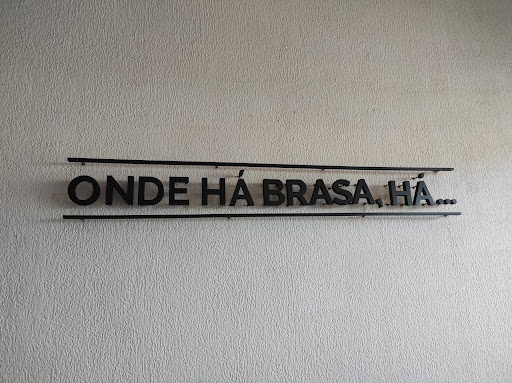 ONDE HÁ BRASA, HÁ...